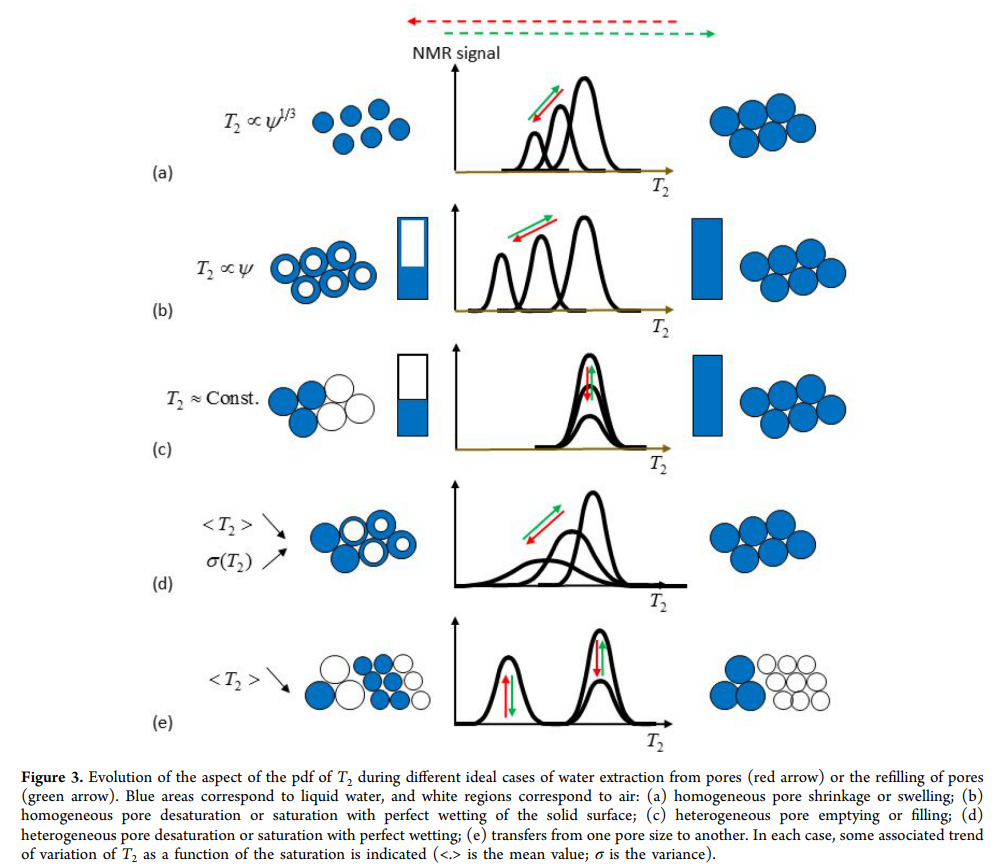 NMR signal
T₂ ∝ ψ^1/3
T₂
(a)
T₂ ∝ ψ
T₂
(b)
T₂ ≈ Const.
T₂
(c)
< T₂ >
σ(T₂)
T₂
(d)
< T₂ >
T₂
(e)
Figure 3. Evolution of the aspect of the pdf of T₂ during different ideal cases of water extraction from pores (red arrow) or the refilling of pores
(green arrow). Blue areas correspond to liquid water, and white regions correspond to air: (a) homogeneous pore shrinkage or swelling; (b)
homogeneous pore desaturation or saturation with perfect wetting of the solid surface; (c) heterogeneous pore emptying or filling; (d)
heterogeneous pore desaturation or saturation with perfect wetting; (e) transfers from one pore size to another. In each case, some associated trend
of variation of T₂ as a function of the saturation is indicated (<.> is the mean value; σ is the variance).